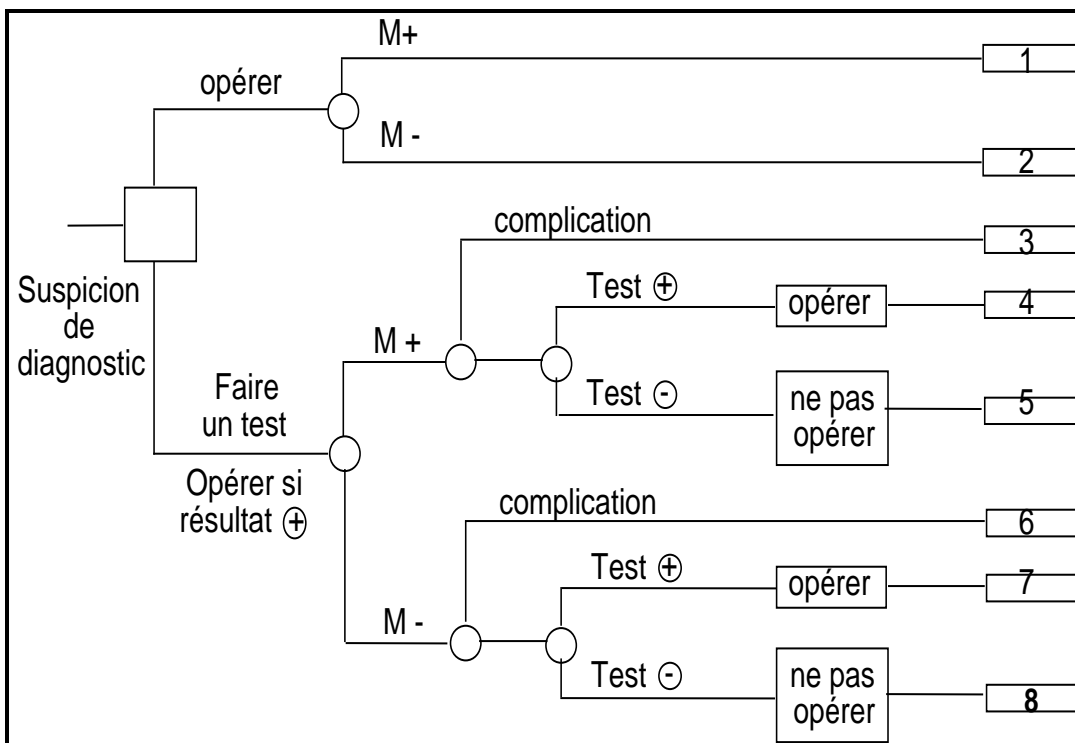 M+
1
opérer
M -
2
complication
3
Suspicion
de
diagnostic
Test +
opérer
4
M +
Test -
ne pas
opérer
5
Faire
un test
Opérer si
résultat +
complication
6
Test +
opérer
7
M -
Test -
ne pas
opérer
8